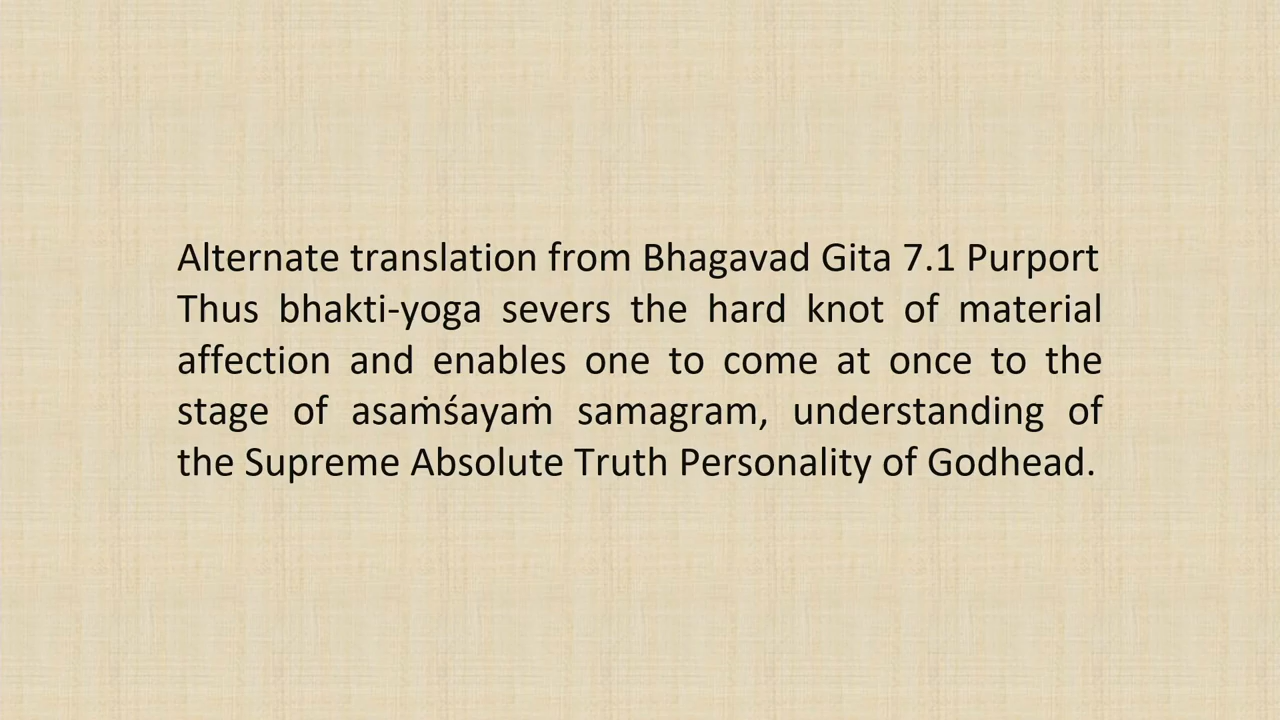 Alternate translation from Bhagavad Gita 7.1 Purport
Thus bhakti-yoga severs the hard knot of material
affection and enables one to come at once to the
stage of asaṁśayaṁ samagram, understanding of
the Supreme Absolute Truth Personality of Godhead.